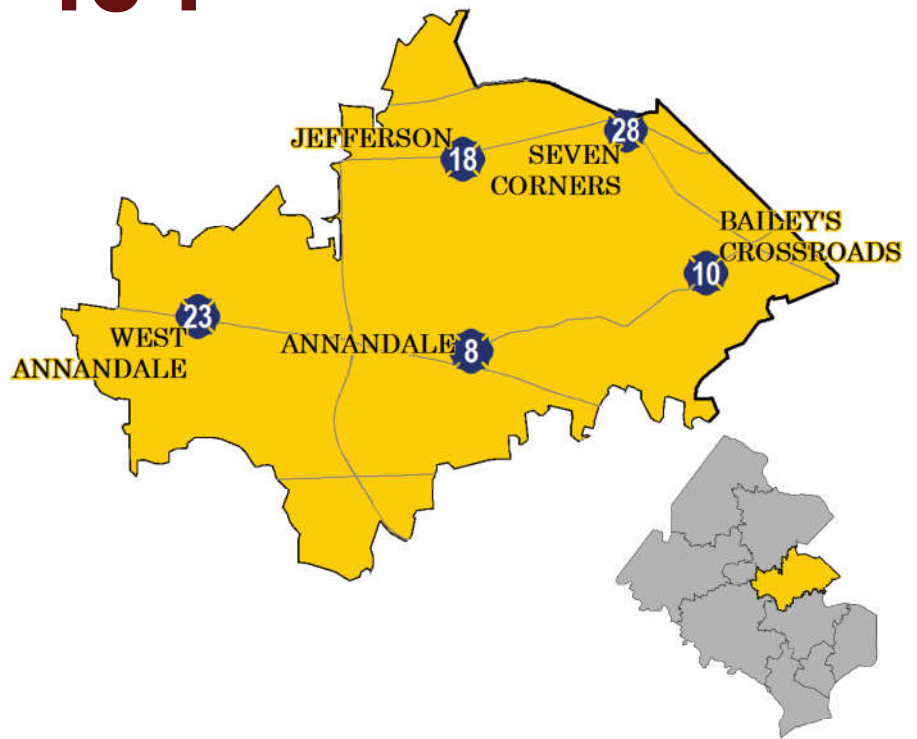 JEFFERSON
18
28
SEVEN
CORNERS
BAILEY'S
CROSSROADS
10
23
WEST
ANNANDALE
ANNANDALE
8